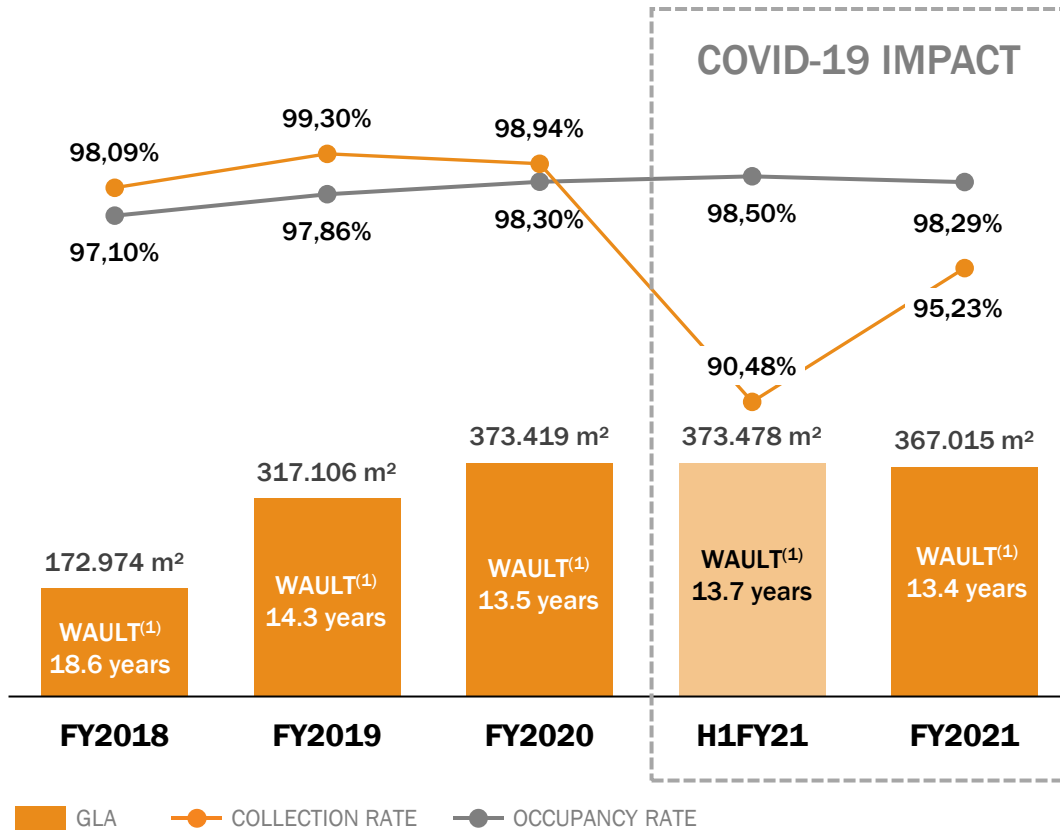 COVID-19 IMPACT
98,09%
99,30%
98,94%
97,10%
97,86%
98,30%
98,50%
98,29%
95,23%
90,48%
172.974 m²
317.106 m²
373.419 m²
373.478 m²
367.015 m²
WAULT(1)
18.6 years
WAULT(1)
14.3 years
WAULT(1)
13.5 years
WAULT(1)
13.7 years
WAULT(1)
13.4 years
FY2018
FY2019
FY2020
H1FY21
FY2021
GLA
COLLECTION RATE
OCCUPANCY RATE